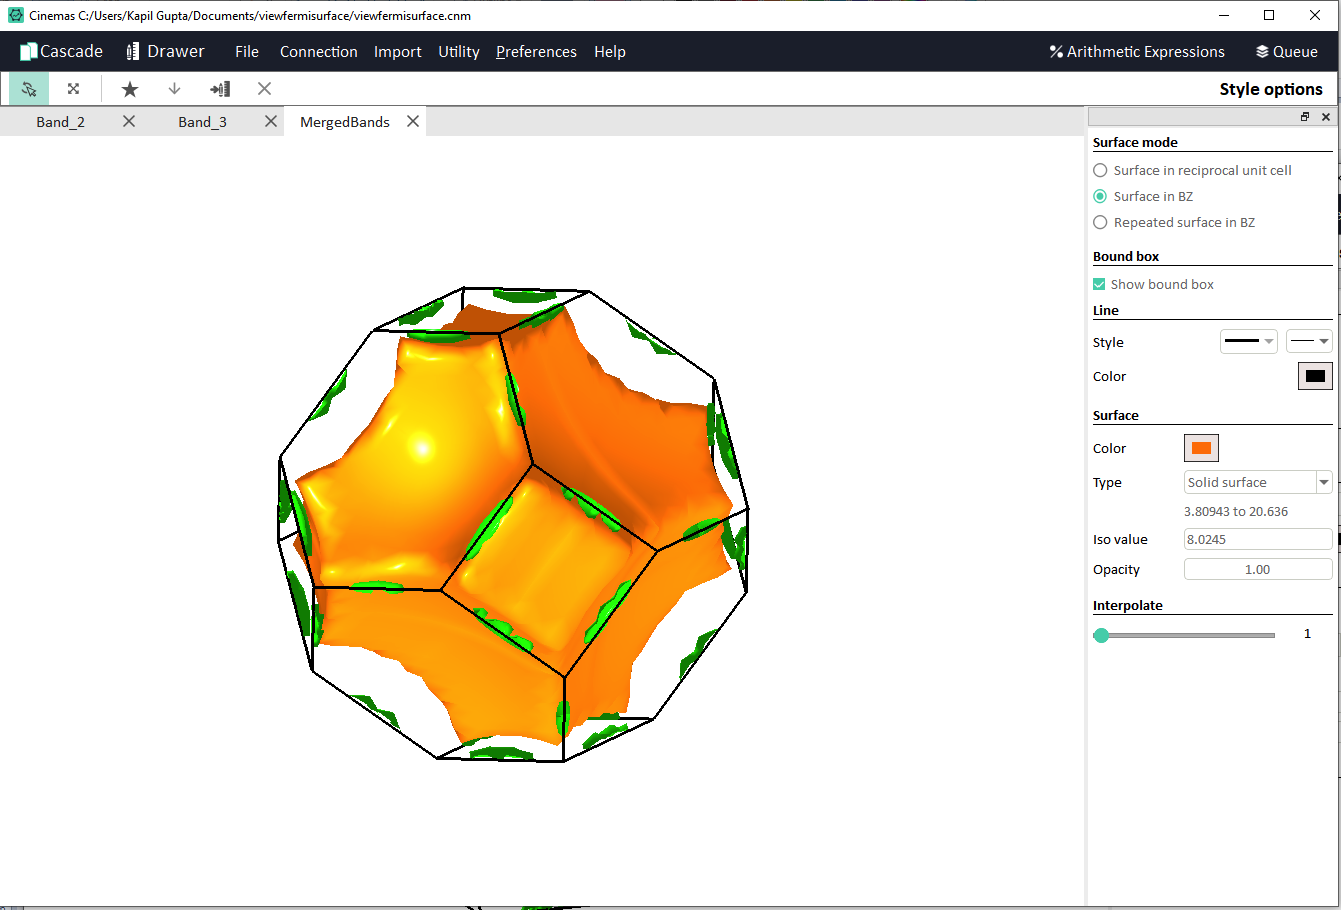 Cinemas C:/Users/Kapil Gupta/Documents/viewfermisurface/viewfermisurface.cnm
Cascade Drawer File Connection Import Utility Preferences Help Arithmetic Expressions Queue
Style options
Band_2 Band_3 MergedBands
Surface mode
Surface in reciprocal unit cell
Surface in BZ
Repeated surface in BZ
Bound box
Show bound box
Line
Style
Color
Surface
Color
Type Solid surface
3.80943 to 20.636
Iso value 8.0245
Opacity 1.00
Interpolate
1